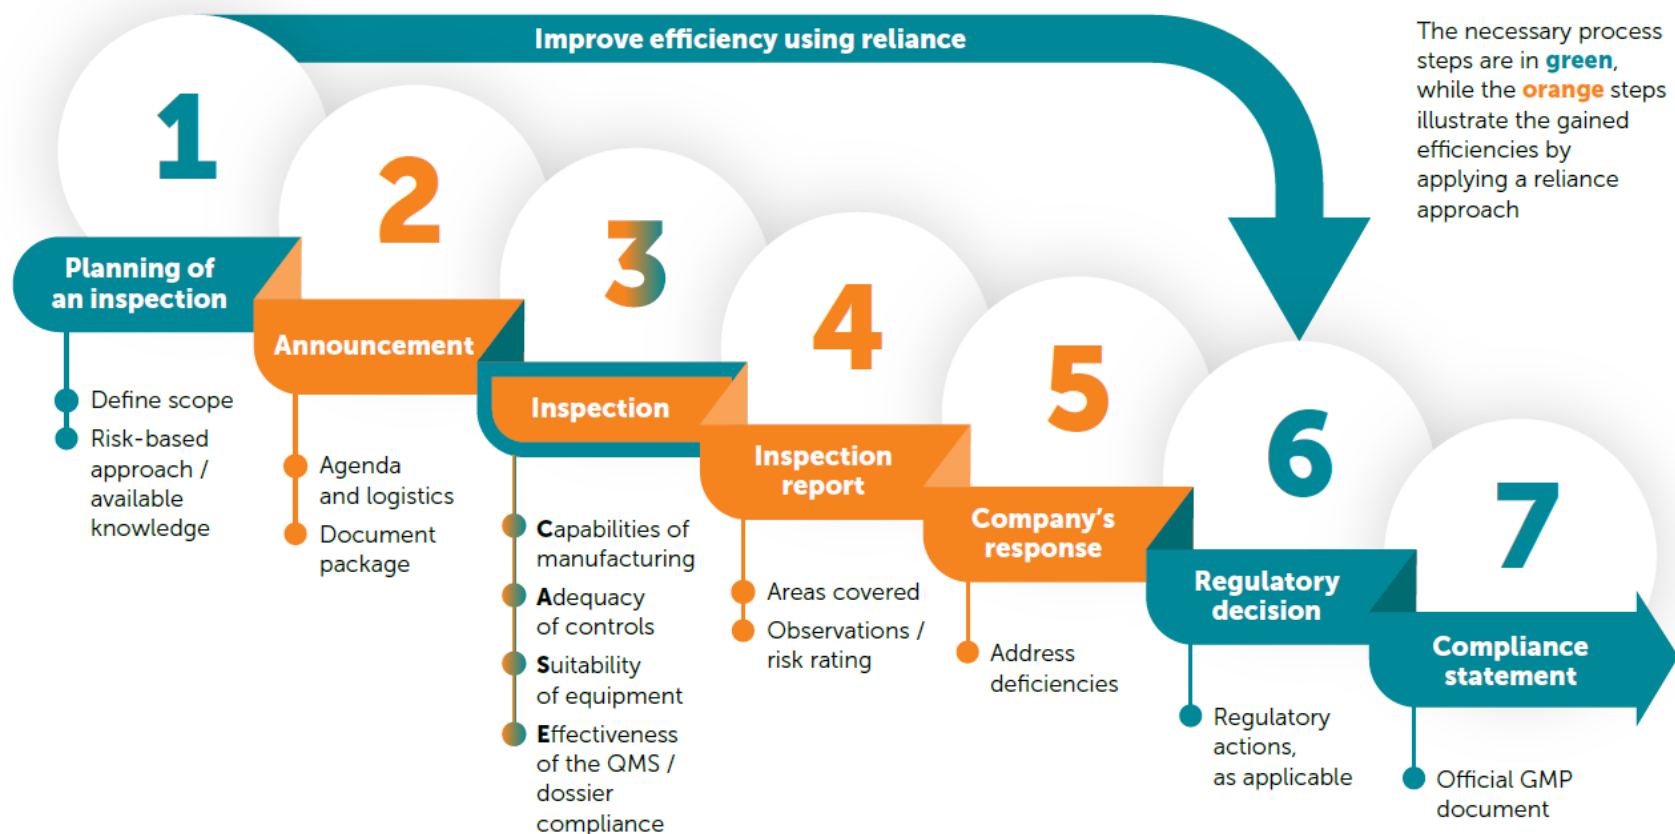 Improve efficiency using reliance
The necessary process
steps are in green,
while the orange steps
illustrate the gained
efficiencies by
applying a reliance
approach
1
Planning of
an inspection
Define scope
Risk-based
approach /
available
knowledge
2
Announcement
Agenda
and logistics
Document
package
3
Inspection
Capabilities of
manufacturing
Adequacy
of controls
Suitability
of equipment
Effectiveness
of the QMS /
dossier
compliance
4
Inspection
report
Areas covered
Observations /
risk rating
5
Company's
response
Address
deficiencies
6
Regulatory
decision
Regulatory
actions,
as applicable
7
Compliance
statement
Official GMP
document